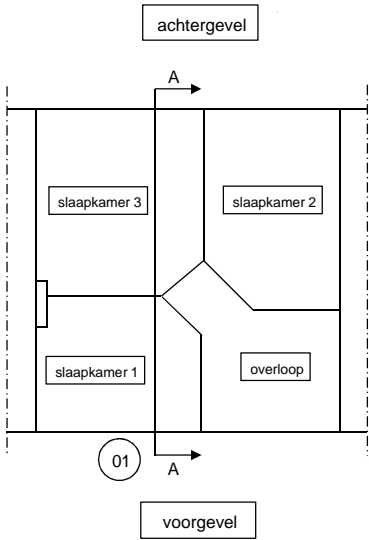 achtergevel
A
slaapkamer 3
slaapkamer 2
slaapkamer 1
overloop
01
A
voorgevel